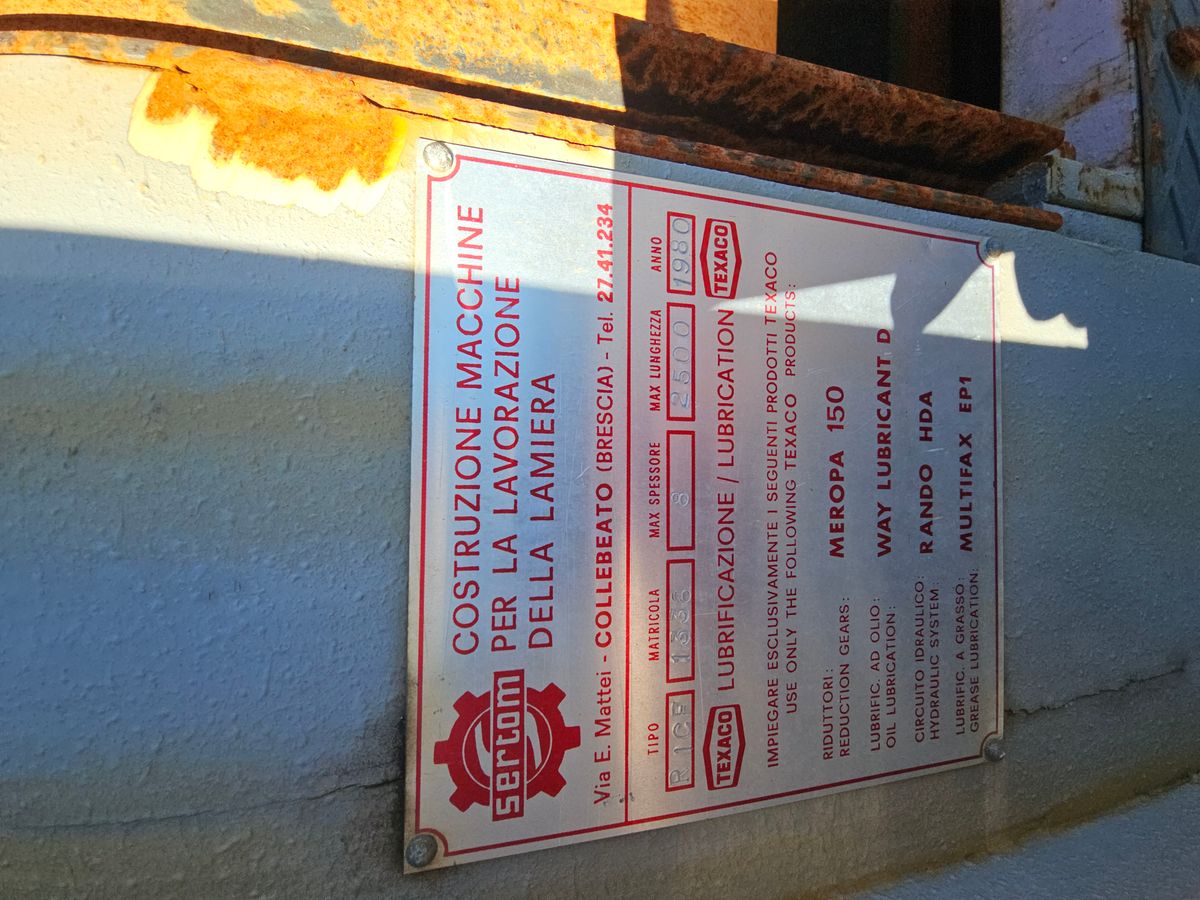 COSTRUZIONE MACCHINE
PER LA LAVORAZIONE
DELLA LAMIERA
sertom
Via E. Mattei - COLLEBEATO (BRESCIA) - Tel. 27.41.234
TIPO MATRICOLA MAX SPESSORE MAX LUNGHEZZA ANNO
8 2500 1980
TEXACO LUBRIFICAZIONE / LUBRICATION TEXACO
IMPIEGARE ESCLUSIVAMENTE I SEGUENTI PRODOTTI TEXACO
USE ONLY THE FOLLOWING TEXACO PRODUCTS:
RIDUTTORI: MEROPA 150
REDUCTION GEARS:
LUBRIFIC. AD OLIO: WAY LUBRICANT D
OIL LUBRICATION:
CIRCUITO IDRAULICO: RANDO HDA
HYDRAULIC SYSTEM:
LUBRIFIC. A GRASSO: MULTIFAX EP1
GREASE LUBRICATION: